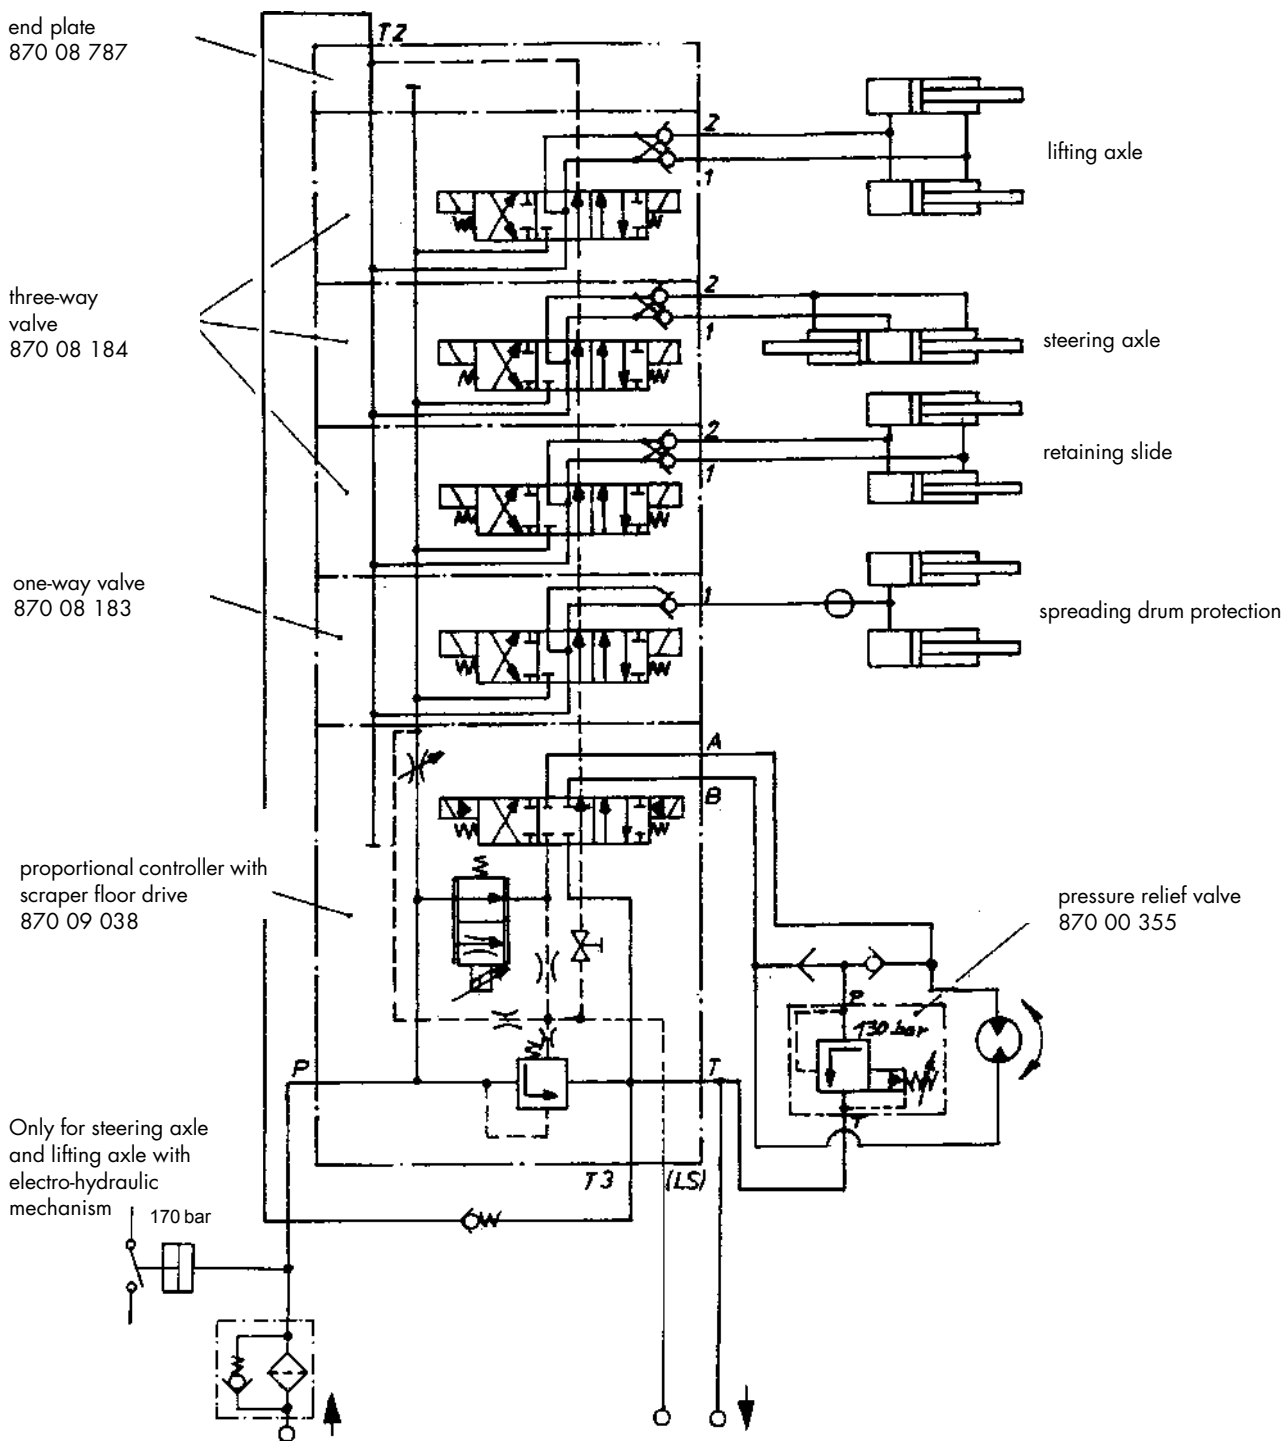 end plate
870 08 787
T2
2
1
lifting axle
three-way
valve
870 08 184
2
1
steering axle
2
1
retaining slide
one-way valve
870 08 183
1
spreading drum protection
A
B
proportional controller with
scraper floor drive
870 09 038
pressure relief valve
870 00 355
P
130 bar
P
T
T
Only for steering axle
and lifting axle with
electro-hydraulic
mechanism
T3
(LS)
170 bar